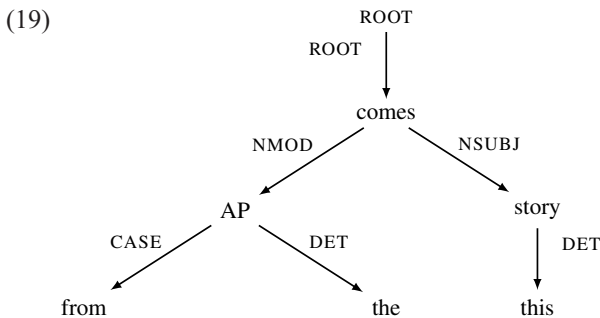 (19)
ROOT
ROOT
comes
NMOD
NSUBJ
AP
story
CASE
DET
DET
from
the
this